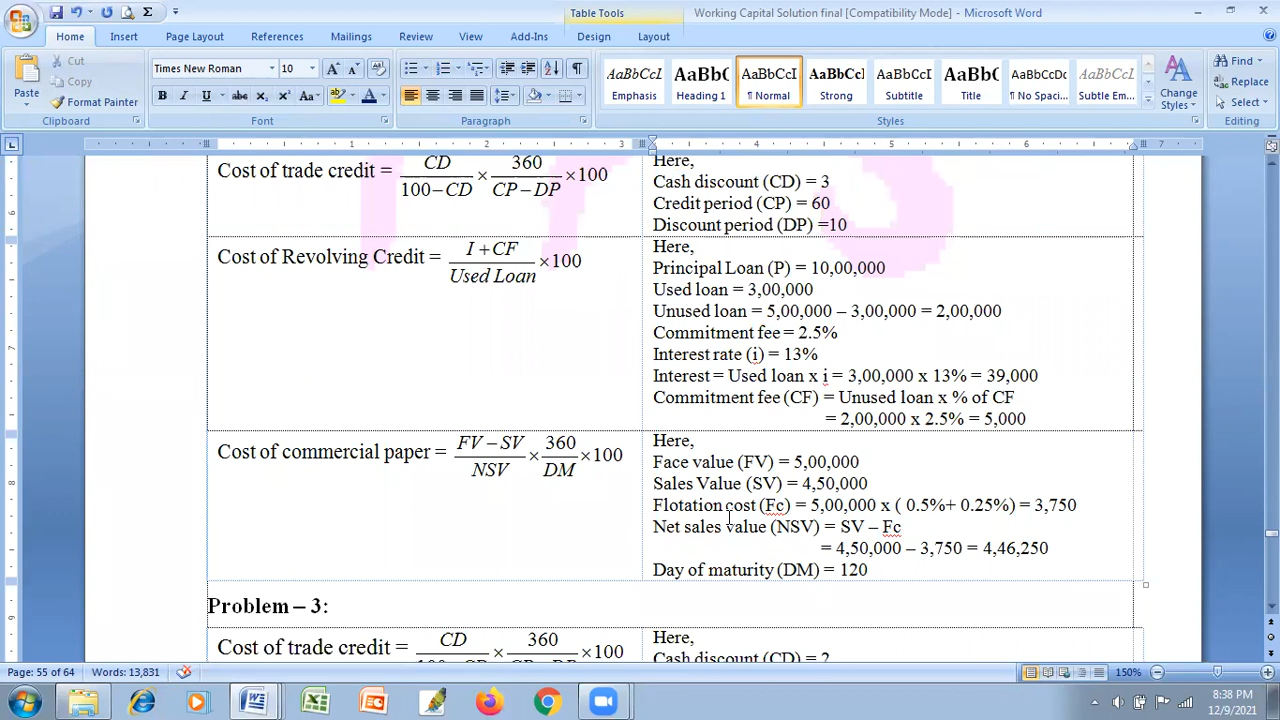 Working Capital Solution final [Compatibility Mode] - Microsoft Word
Table Tools
Home Insert Page Layout References Mailings Review View Add-Ins Design Layout
Paste
Cut
Copy
Format Painter
Clipboard
Times New Roman 10
Font
Paragraph
AaBbCcI Emphasis
AaBbC Heading 1
AaBbCcI ¶ Normal
AaBbCcI Strong
AaBbCcI Subtitle
AaBbC Title
AaBbCcDc ¶ No Spaci...
AaBbCcI Subtle Em...
Change Styles
Styles
Find
Replace
Select
Editing
1 2 3 4 5 6 7
Cost of trade credit = CD/100−CD × 360/CP−DP ×100
Here,
Cash discount (CD) = 3
Credit period (CP) = 60
Discount period (DP) =10
Cost of Revolving Credit = I+CF/Used Loan ×100
Here,
Principal Loan (P) = 10,00,000
Used loan = 3,00,000
Unused loan = 5,00,000 – 3,00,000 = 2,00,000
Commitment fee = 2.5%
Interest rate (i) = 13%
Interest = Used loan x i = 3,00,000 x 13% = 39,000
Commitment fee (CF) = Unused loan x % of CF
= 2,00,000 x 2.5% = 5,000
Cost of commercial paper = FV−SV/NSV × 360/DM ×100
Here,
Face value (FV) = 5,00,000
Sales Value (SV) = 4,50,000
Flotation cost (Fc) = 5,00,000 x ( 0.5%+ 0.25%) = 3,750
Net sales value (NSV) = SV – Fc
= 4,50,000 – 3,750 = 4,46,250
Day of maturity (DM) = 120
Problem – 3:
Cost of trade credit = CD/100−CD × 360/CP−DP ×100
Here,
Cash discount (CD) = 2
Page: 55 of 64 Words: 13,831 150%
8:38 PM
12/9/2021